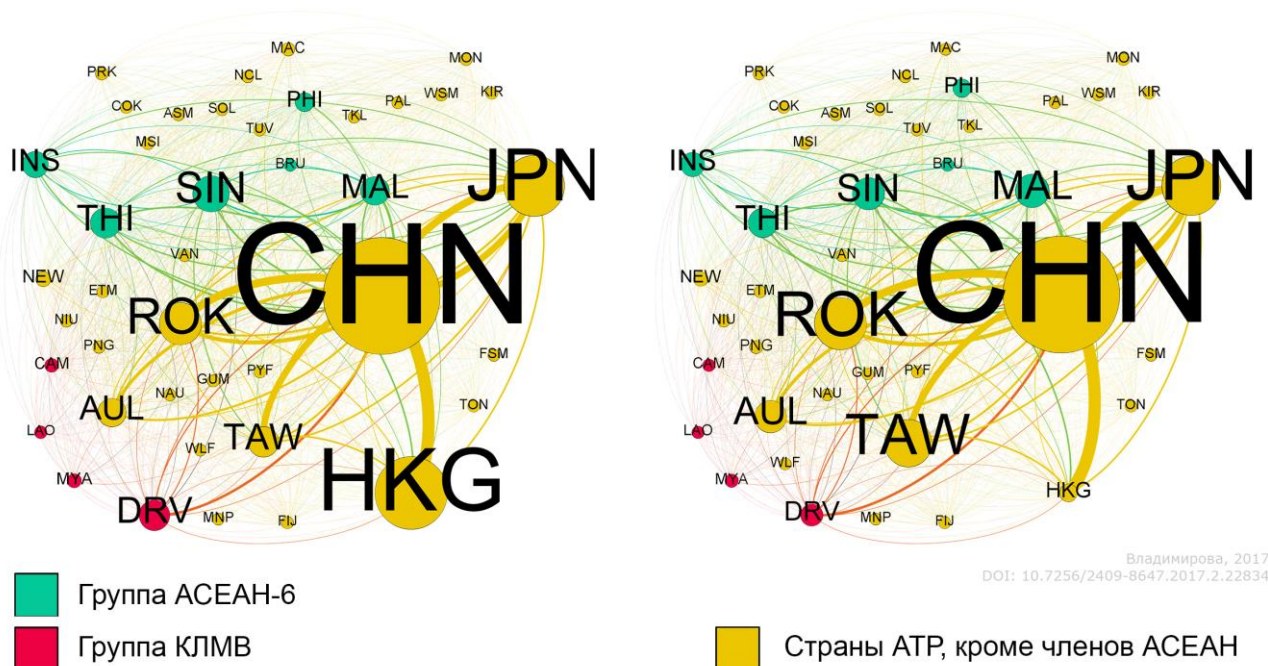 MAC
MON
PRK
NCL
PHI
PAL
WSM
KIR
COK
ASM
SOL
TKL
TUV
MSI
INS
BRU
JPN
SIN
MAL
THI
CHN
VAN
NEW
ETM
ROK
NIU
PNG
FSM
CAM
GUM
PYF
NAU
AUL
TON
LAO
TAW
WLF
HKG
MYA
DRV
MNP
FIJ
MAC
MON
PRK
NCL
PHI
PAL
WSM
KIR
COK
ASM
SOL
TKL
TUV
MSI
INS
BRU
JPN
SIN
MAL
THI
CHN
VAN
NEW
ETM
ROK
NIU
PNG
FSM
CAM
GUM
PYF
NAU
AUL
TON
LAO
TAW
WLF
MYA
HKG
DRV
MNP
FIJ
Владимирова, 2017
DOI: 10.7256/2409-8647.2017.2.22834
Группа АСЕАН-6
Группа КЛМВ
Страны АТР, кроме членов АСЕАН